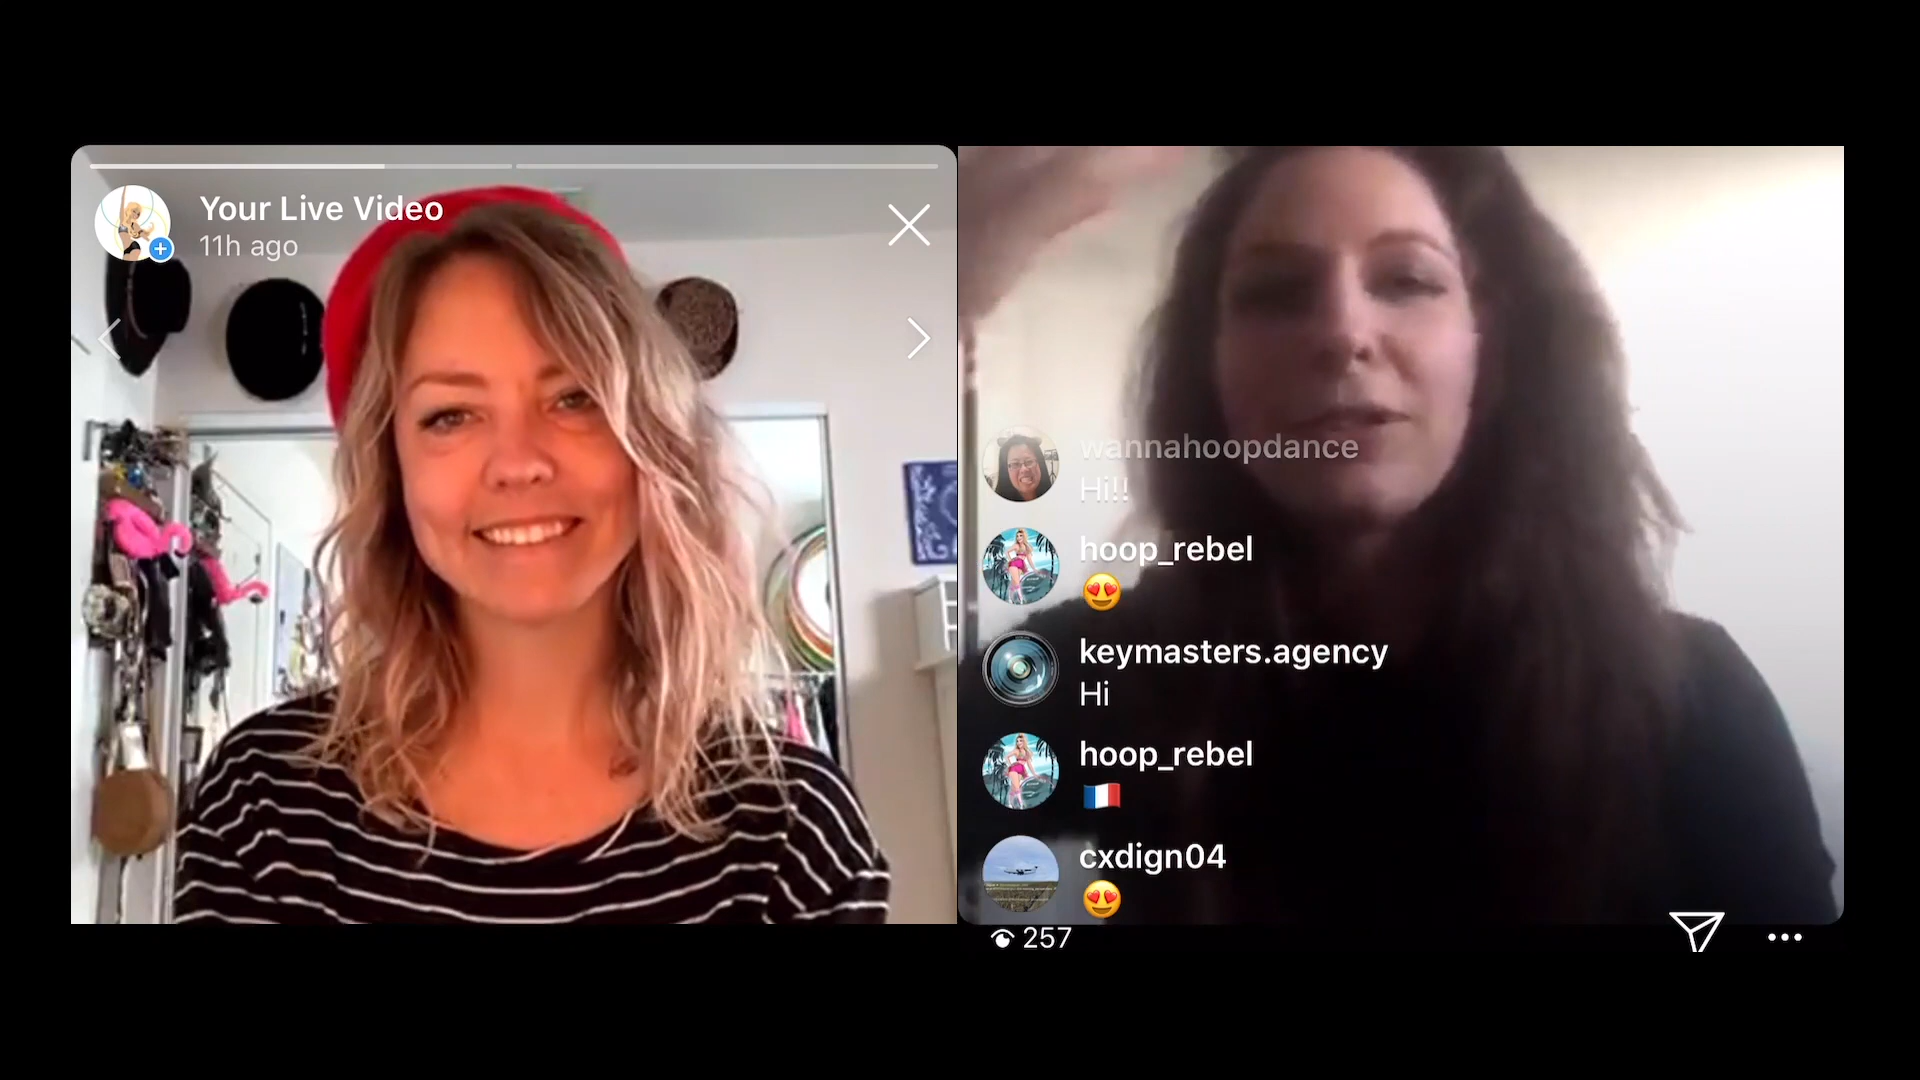 Your Live Video
11h ago
wannahoopdance
Hi!!
hoop_rebel
😍
keymasters.agency
Hi
hoop_rebel
🇫🇷
cxdign04
😍
257